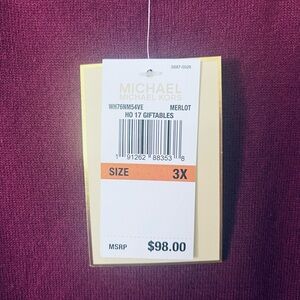 MICHAEL
MICHAEL KORS
WH76NM54VE MERLOT
HO 17 GIFTABLES
1 91262 88353 8
SIZE 3X
MSRP $98.00